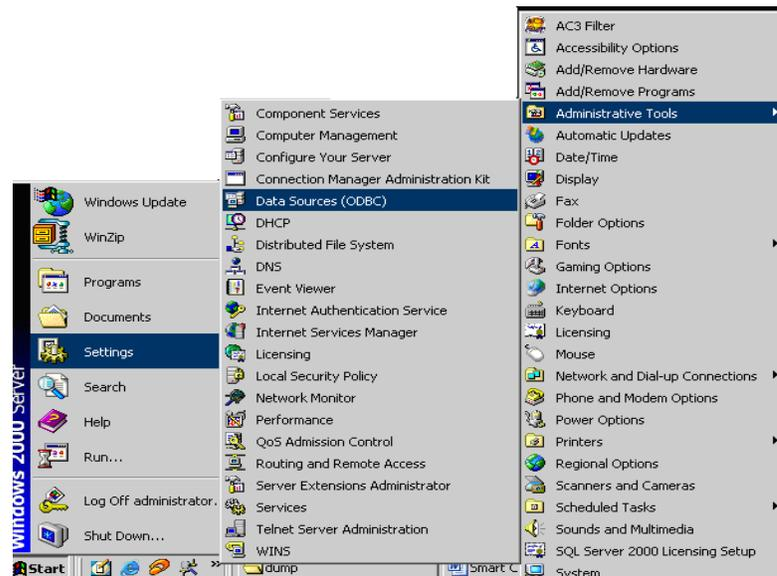 Windows Update
WinZip
Programs
Documents
Settings
Search
Help
Run...
Log Off administrator.
Shut Down...
Windows 2000 Server
Component Services
Computer Management
Configure Your Server
Connection Manager Administration Kit
Data Sources (ODBC)
DHCP
Distributed File System
DNS
Event Viewer
Internet Authentication Service
Internet Services Manager
Licensing
Local Security Policy
Network Monitor
Performance
QoS Admission Control
Routing and Remote Access
Server Extensions Administrator
Services
Telnet Server Administration
WINS
AC3 Filter
Accessibility Options
Add/Remove Hardware
Add/Remove Programs
Administrative Tools
Automatic Updates
Date/Time
Display
Fax
Folder Options
Fonts
Gaming Options
Internet Options
Keyboard
Licensing
Mouse
Network and Dial-up Connections
Phone and Modem Options
Power Options
Printers
Regional Options
Scanners and Cameras
Scheduled Tasks
Sounds and Multimedia
SQL Server 2000 Licensing Setup
System
Start
dump
Smart C